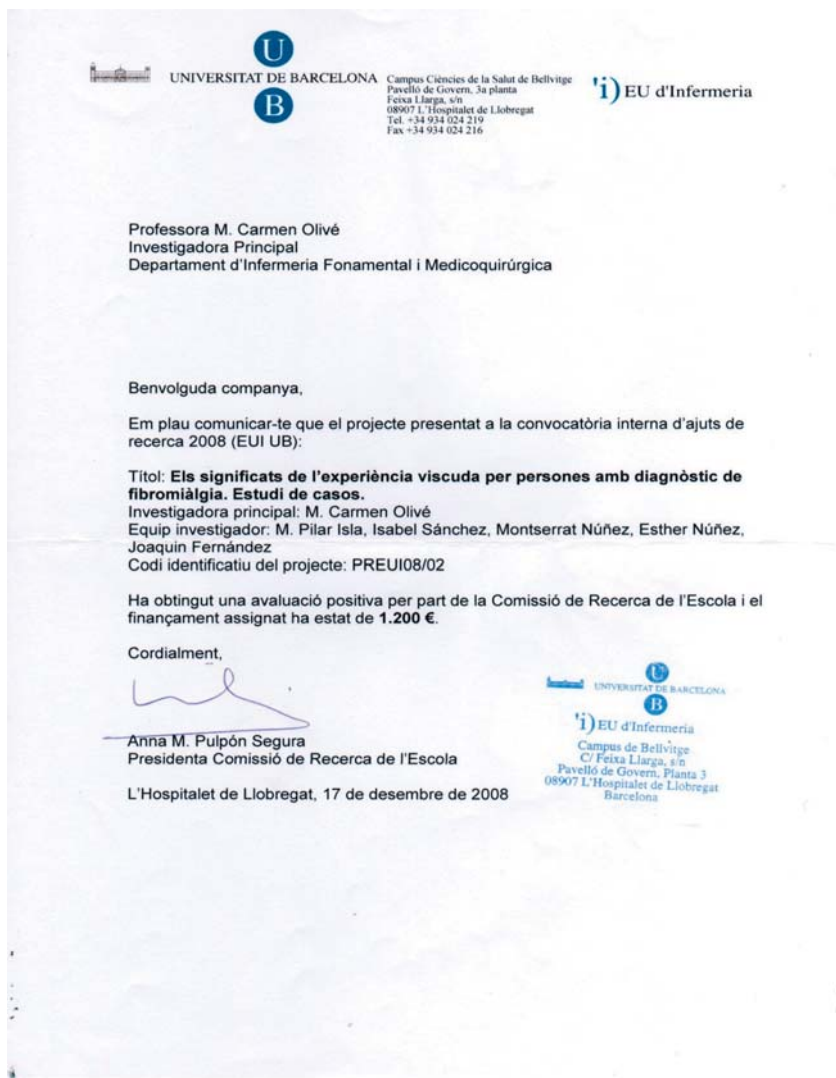 U
UNIVERSITAT DE BARCELONA
B
Campus Ciències de la Salut de Bellvitge
Pavelló de Govern, 3a planta
Feixa Llarga, s/n
08907 L'Hospitalet de Llobregat
Tel. +34 934 024 219
Fax +34 934 024 216
'i) EU d'Infermeria
Professora M. Carmen Olivé
Investigadora Principal
Departament d'Infermeria Fonamental i Medicoquirúrgica
Benvolguda companya,
Em plau comunicar-te que el projecte presentat a la convocatòria interna d'ajuts de
recerca 2008 (EUI UB):
Títol: Els significats de l'experiència viscuda per persones amb diagnòstic de
fibromiàlgia. Estudi de casos.
Investigadora principal: M. Carmen Olivé
Equip investigador: M. Pilar Isla, Isabel Sánchez, Montserrat Núñez, Esther Núñez,
Joaquin Fernández
Codi identificatiu del projecte: PREUI08/02
Ha obtingut una avaluació positiva per part de la Comissió de Recerca de l'Escola i el
finançament assignat ha estat de 1.200 €.
Cordialment,
Anna M. Pulpón Segura
Presidenta Comissió de Recerca de l'Escola
L'Hospitalet de Llobregat, 17 de desembre de 2008
U
UNIVERSITAT DE BARCELONA
B
'i) EU d'Infermeria
Campus de Bellvitge
C/ Feixa Llarga, s/n
Pavelló de Govern, Planta 3
08907 L'Hospitalet de Llobregat
Barcelona